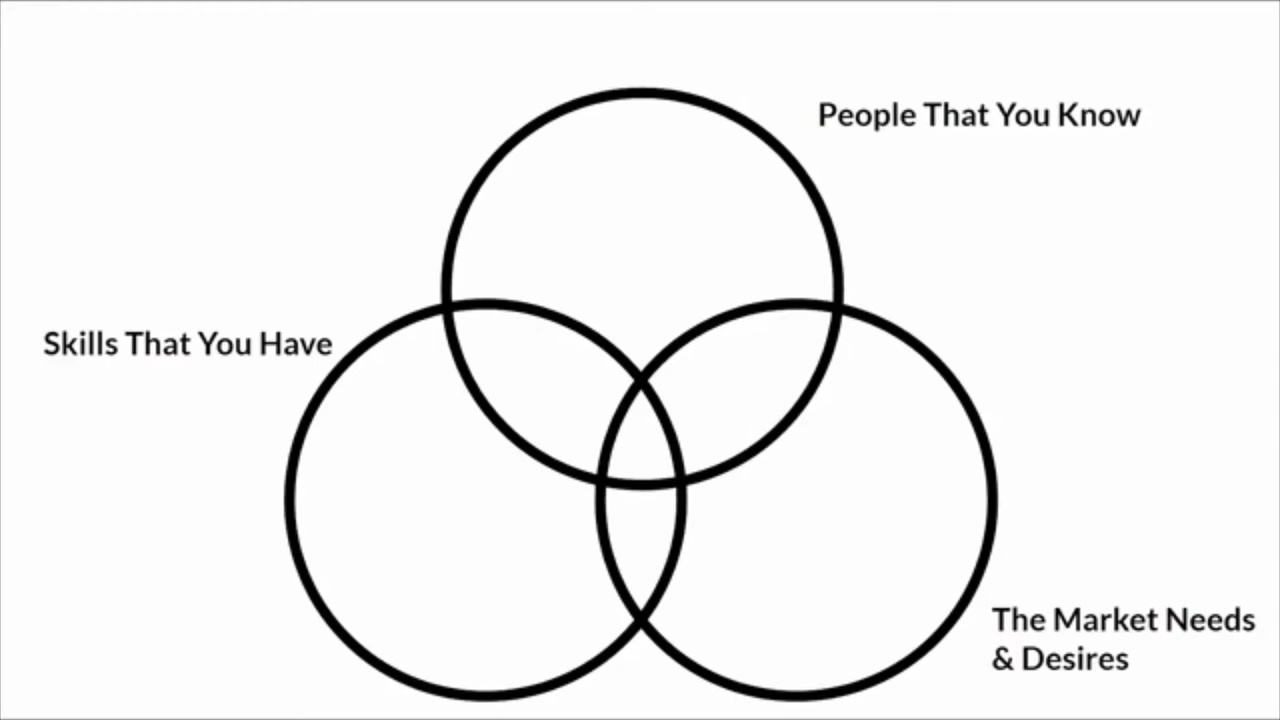 People That You Know
Skills That You Have
The Market Needs
& Desires